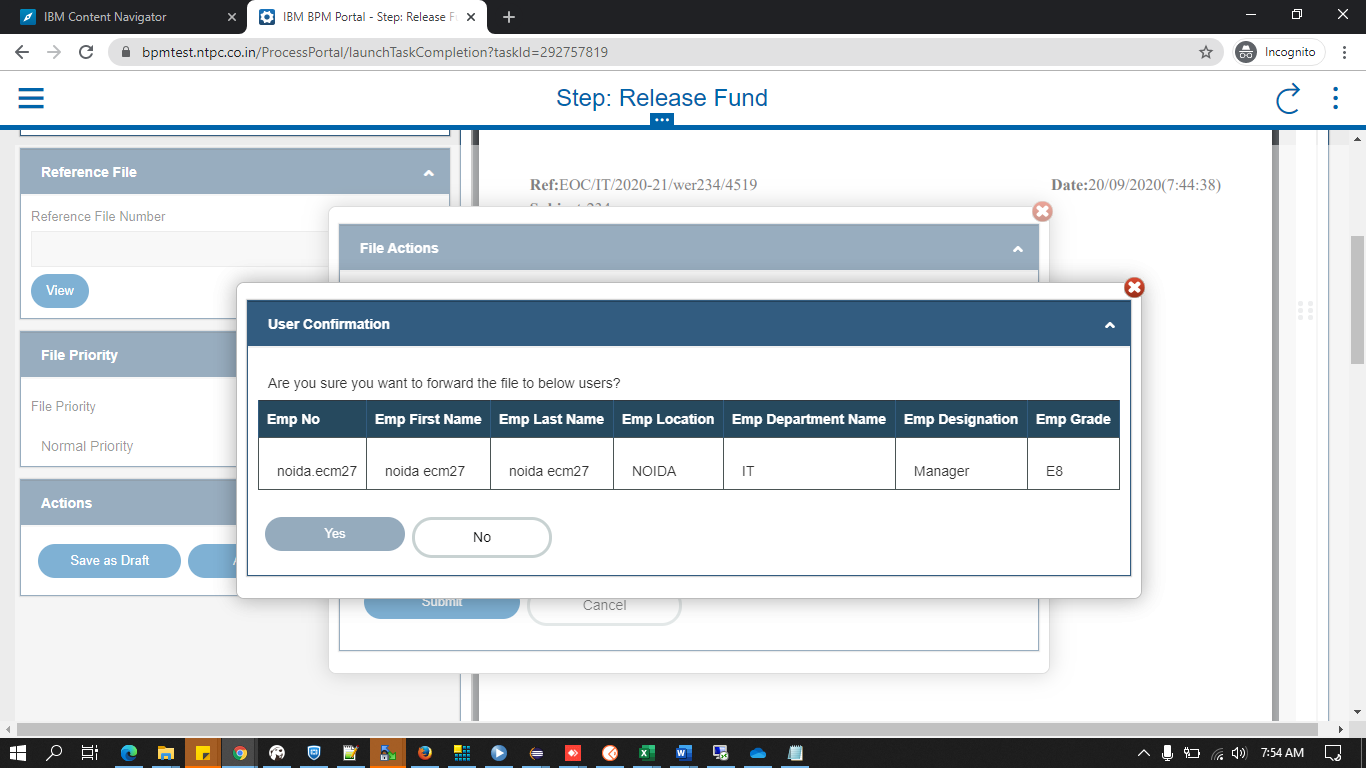 IBM Content Navigator
IBM BPM Portal - Step: Release F
bpmtest.ntpc.co.in/ProcessPortal/launchTaskCompletion?taskId=292757819
Incognito
Step: Release Fund
Reference File
Reference File Number
View
File Priority
File Priority
Normal Priority
Actions
Save as Draft
Ref:EOC/IT/2020-21/wer234/4519
Date:20/09/2020(7:44:38)
File Actions
User Confirmation
Are you sure you want to forward the file to below users?
Emp No Emp First Name Emp Last Name Emp Location Emp Department Name Emp Designation Emp Grade
noida.ecm27 noida ecm27 noida ecm27 NOIDA IT Manager E8
Yes No
Submit Cancel
7:54 AM